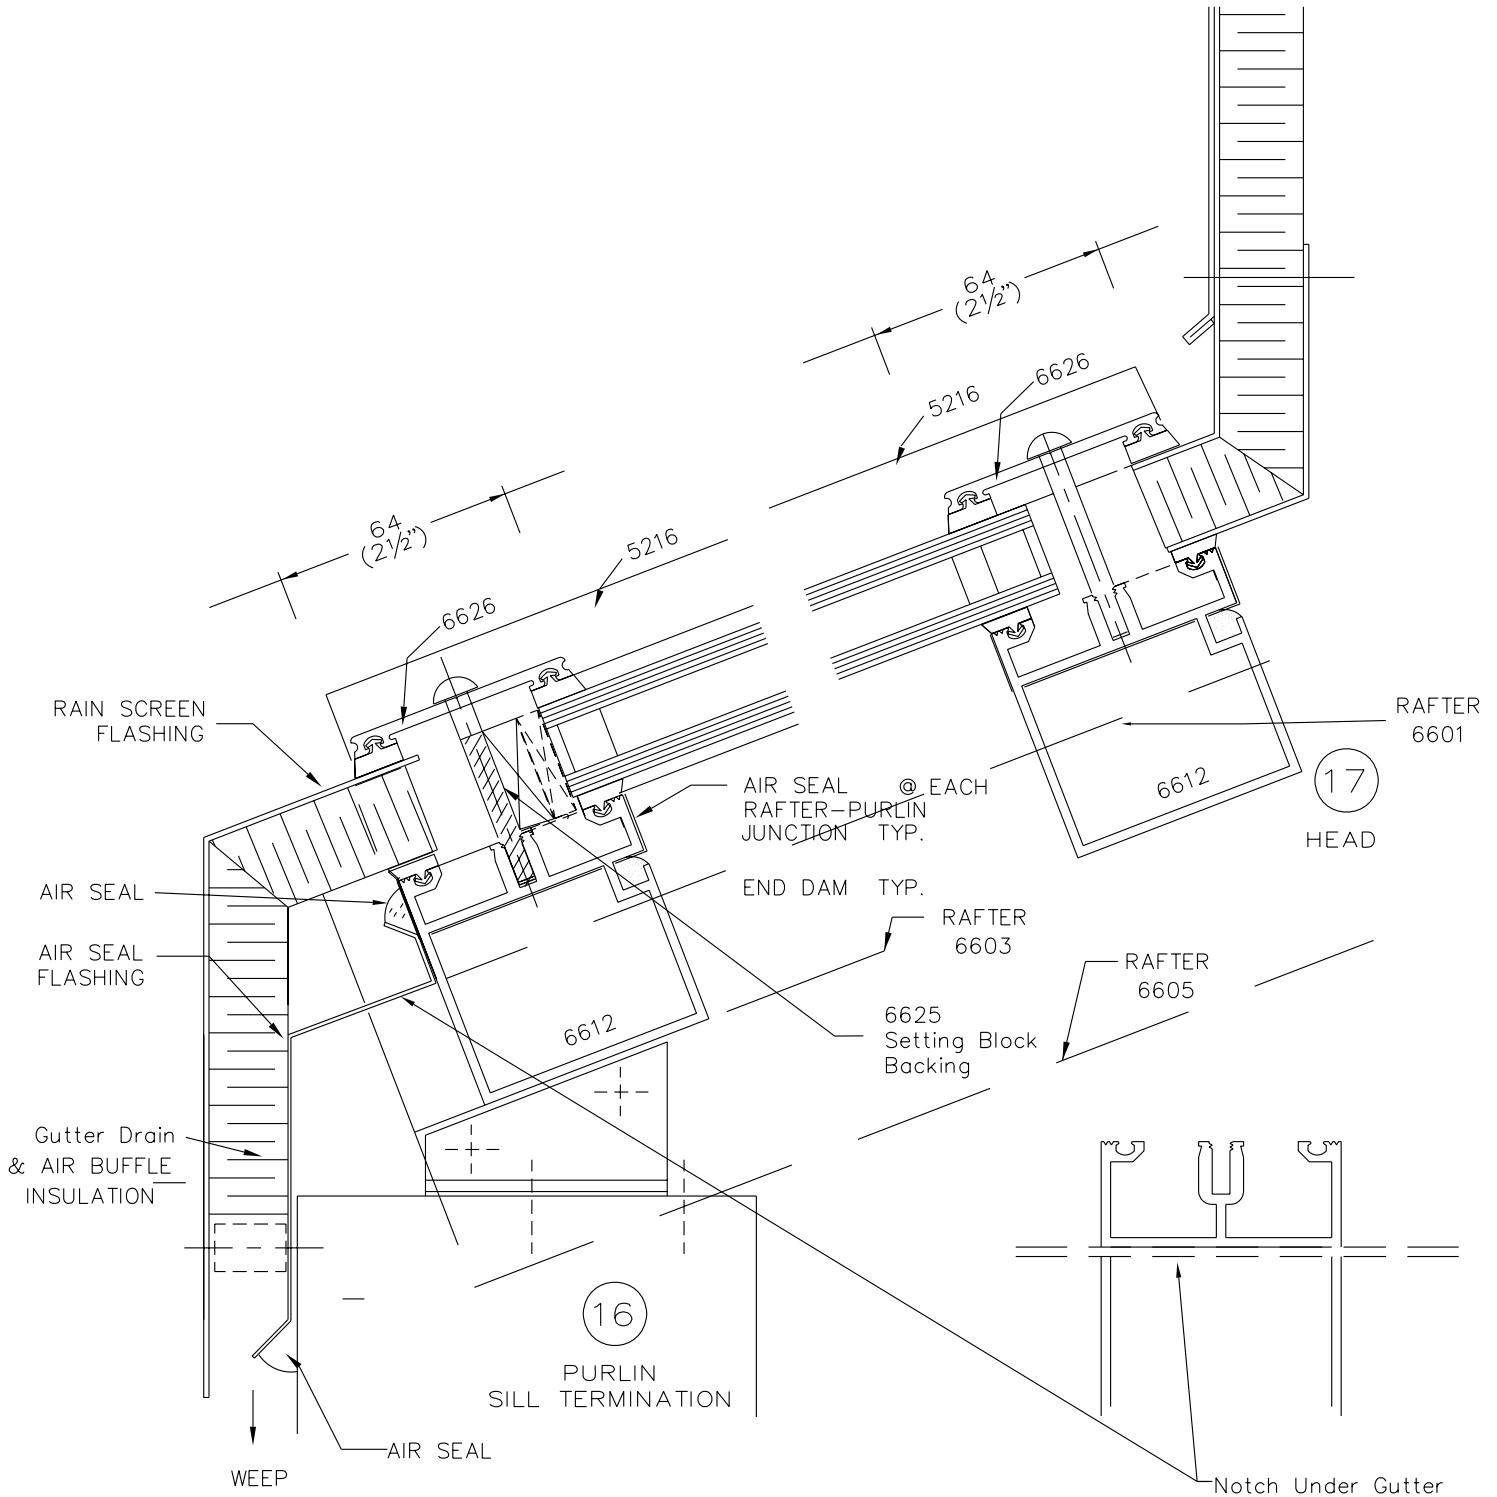 64
(2½")
6626
5216
64
(2½")
5216
6626
RAIN SCREEN
FLASHING
RAFTER
6601
17
HEAD
6612
AIR SEAL @ EACH
RAFTER-PURLIN
JUNCTION TYP.
END DAM TYP.
AIR SEAL
RAFTER
6603
AIR SEAL
FLASHING
RAFTER
6605
6612
6625
Setting Block
Backing
Gutter Drain
& AIR BUFFLE
INSULATION
16
PURLIN
SILL TERMINATION
AIR SEAL
WEEP
Notch Under Gutter